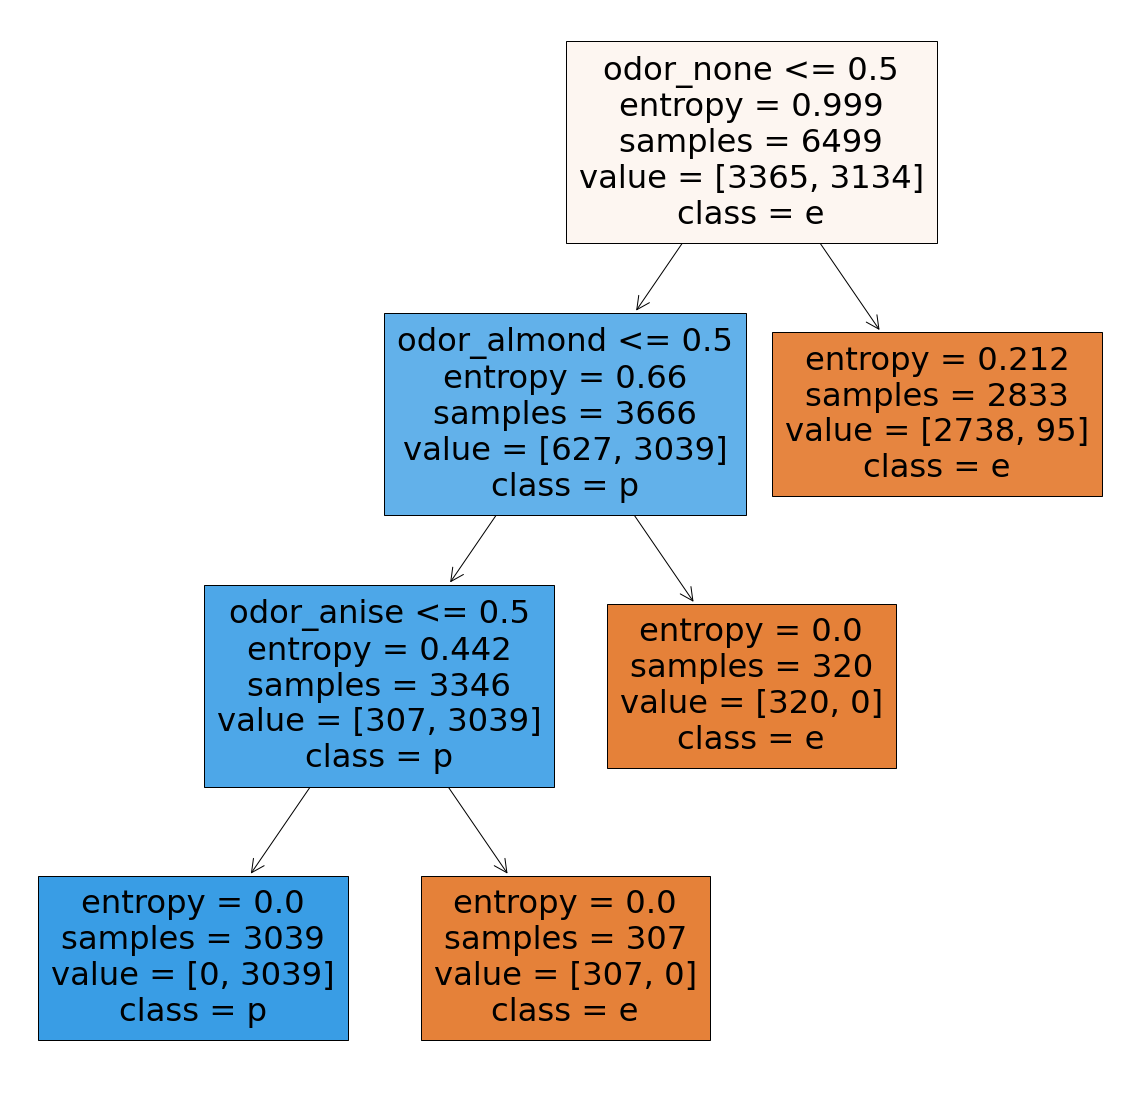 odor_none <= 0.5
entropy = 0.999
samples = 6499
value = [3365, 3134]
class = e
odor_almond <= 0.5
entropy = 0.66
samples = 3666
value = [627, 3039]
class = p
entropy = 0.212
samples = 2833
value = [2738, 95]
class = e
odor_anise <= 0.5
entropy = 0.442
samples = 3346
value = [307, 3039]
class = p
entropy = 0.0
samples = 320
value = [320, 0]
class = e
entropy = 0.0
samples = 3039
value = [0, 3039]
class = p
entropy = 0.0
samples = 307
value = [307, 0]
class = e